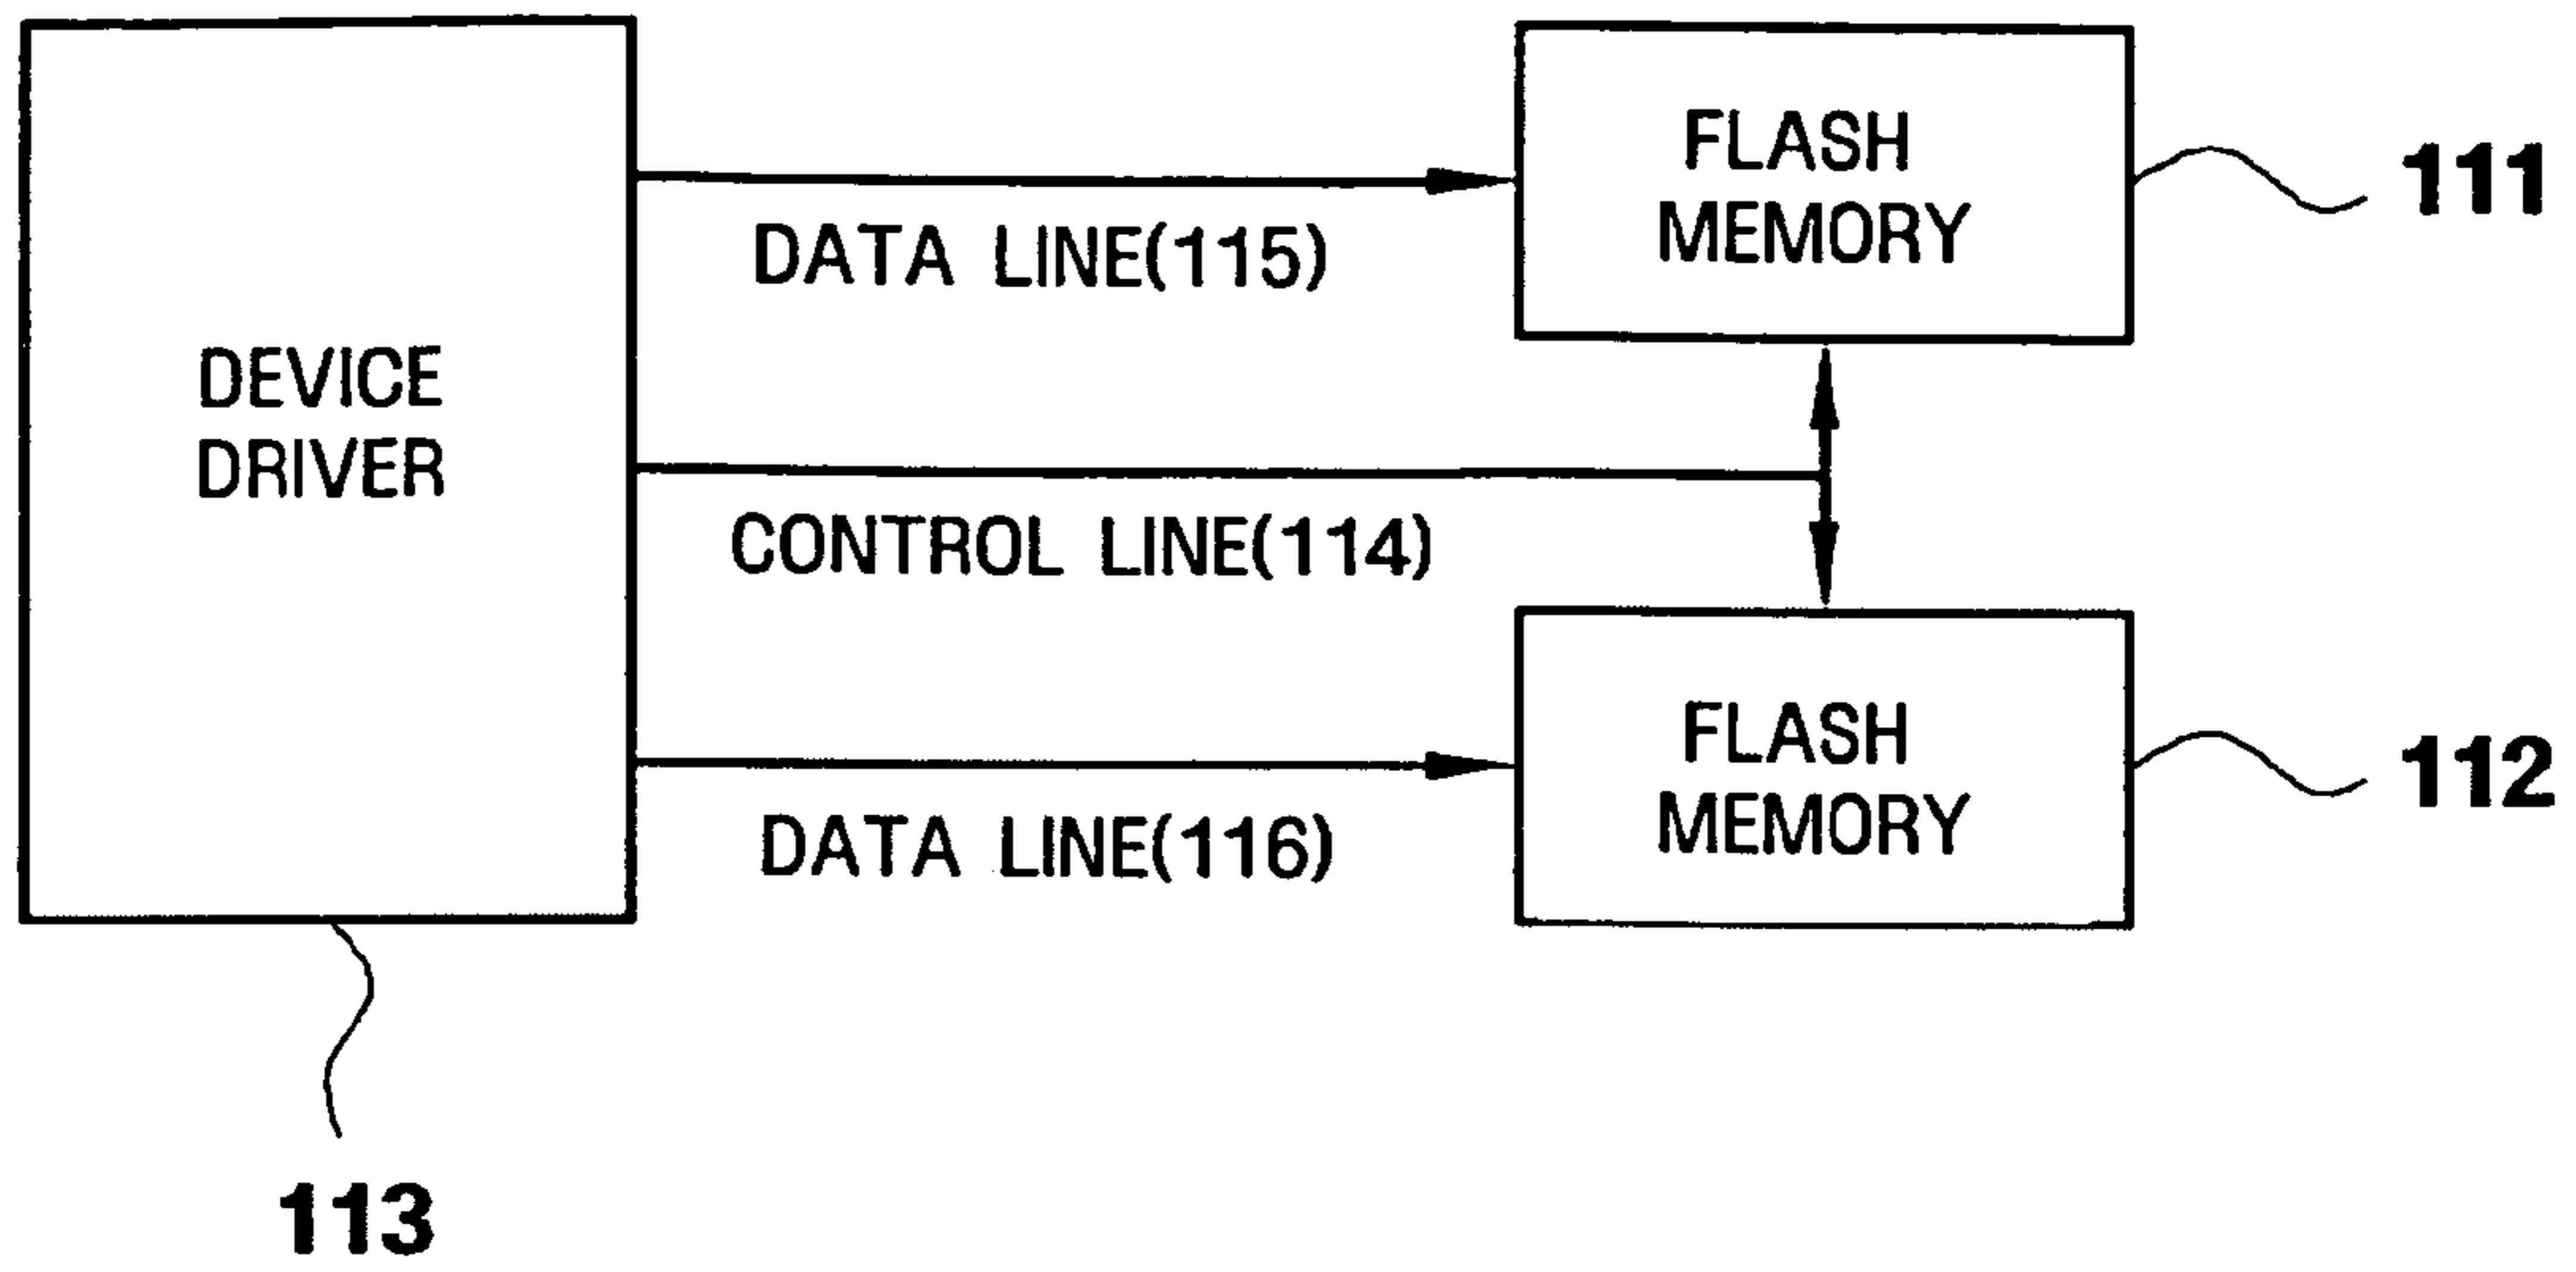 DEVICE
DRIVER
113
DATA LINE(115)
CONTROL LINE(114)
DATA LINE(116)
FLASH
MEMORY
111
FLASH
MEMORY
112